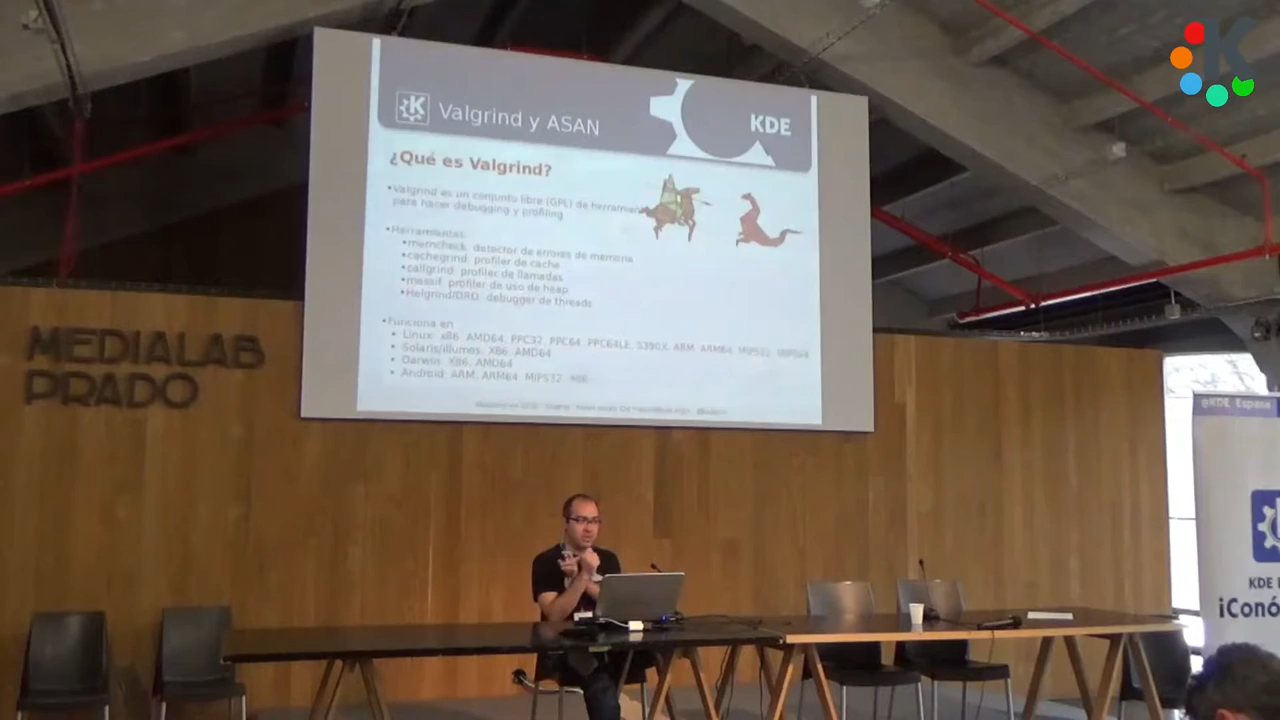 K
Valgrind y ASAN
KDE
¿Qué es Valgrind?
•Valgrind es un conjunto libre (GPL) de
para hacer debugging y profiling
•Herramientas:
•memcheck: detector de errores de memoria
•cachegrind: profiler de cache
•callgrind: profiler de llamadas
•massif: profiler de uso de heap
•Helgrind/DRD: debugger de threads
•Funciona en
• Linux: x86, AMD64, PPC32, PPC64, PPC64LE, S390X, ARM, ARM64, MIPS32, MIPS64
• Solaris/illumos: X86, AMD64
• Darwin: X86, AMD64
• Android: ARM, ARM64, MIPS32, X86
MEDIALAB
PRADO
@KDE_Espana
KDE
¡Conó